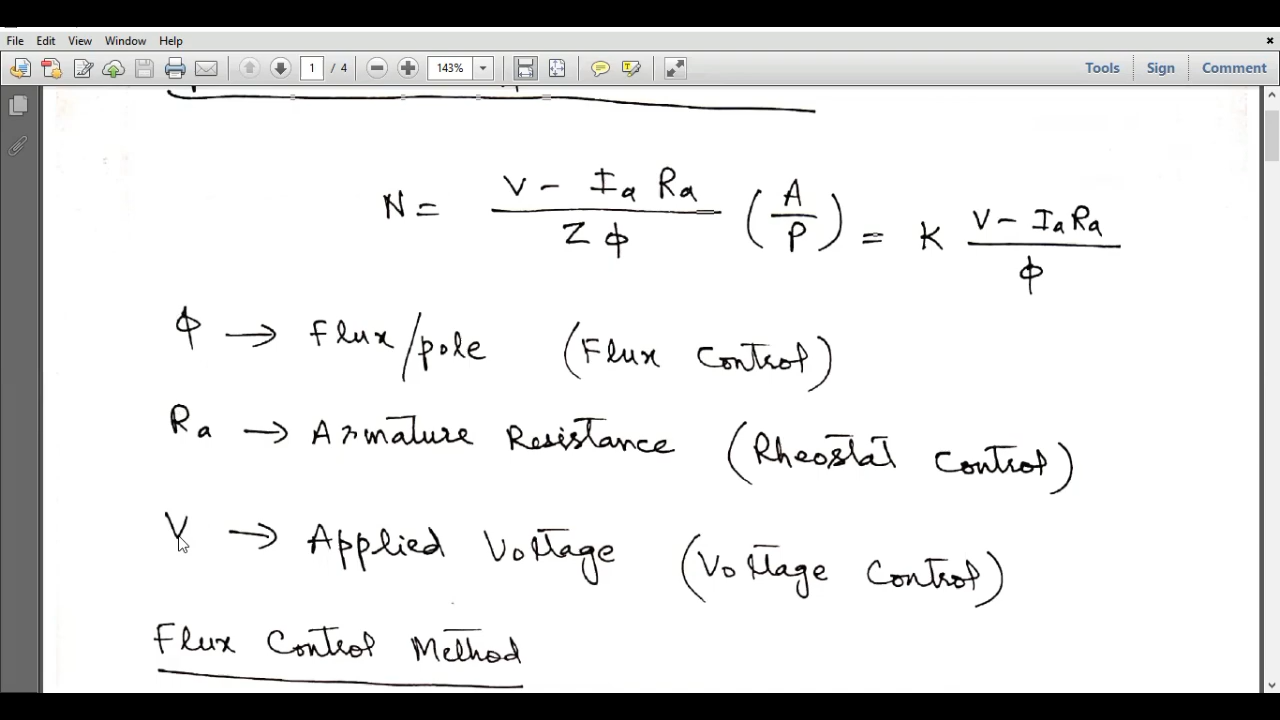 File Edit View Window Help
1 / 4 143% Tools Sign Comment
N = V - Ia Ra / Z ϕ (A / P) = K V - Ia Ra / ϕ
ϕ → Flux/pole (Flux Control)
Ra → Armature Resistance (Rheostat Control)
V → Applied Voltage (Voltage Control)
Flux Control Method